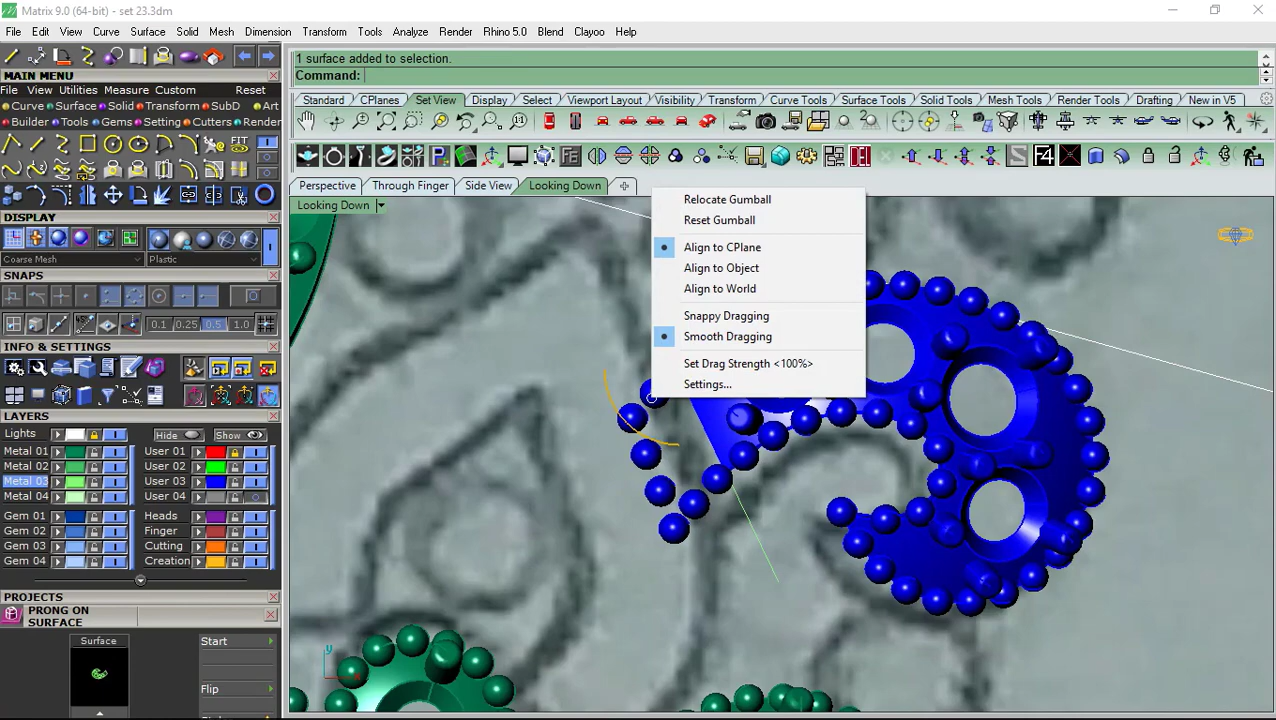 Matrix 9.0 (64-bit) - set 23.3dm
File Edit View Curve Surface Solid Mesh Dimension Transform Tools Analyze Render Rhino 5.0 Blend Clayoo Help
1 surface added to selection.
Command:
MAIN MENU
File View Utilities Measure Custom Reset
Curve Surface Solid Transform SubD Art
Builder Tools Gems Setting Cutters Render
Standard CPlanes Set View Display Select Viewport Layout Visibility Transform Curve Tools Surface Tools Solid Tools Mesh Tools Render Tools Drafting New in V5
Perspective Through Finger Side View Looking Down
Looking Down
DISPLAY
Coarse Mesh Plastic
SNAPS
0.1 0.25 0.5 1.0
INFO & SETTINGS
LAYERS
Lights Hide Show
Metal 01 User 01
Metal 02 User 02
Metal 03 User 03
Metal 04 User 04
Gem 01 Heads
Gem 02 Finger
Gem 03 Cutting
Gem 04 Creation
PROJECTS
PRONG ON
SURFACE
Surface Start
Flip
Relocate Gumball
Reset Gumball
Align to CPlane
Align to Object
Align to World
Snappy Dragging
Smooth Dragging
Set Drag Strength <100%>
Settings...
F4
y
x